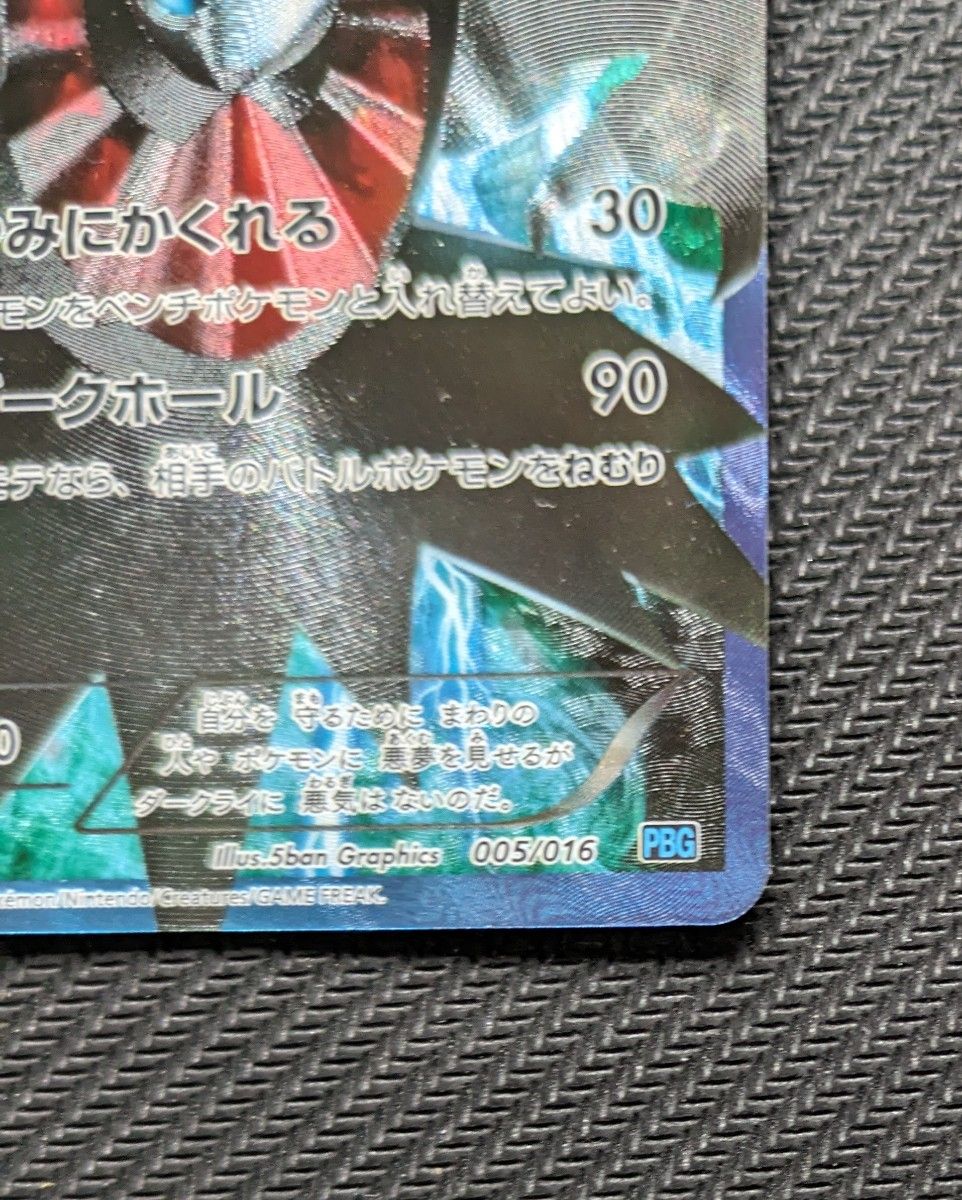 みにかくれる 30
モンをベンチポケモンと入れ替えてよい。
ークホール 90
モテなら、相手のバトルポケモンをねむり
自分を 守るために まわりの
人や ポケモンに 悪夢を 見せるが
ダークライに 悪気は ないのだ。
Illus.5ban Graphics 005/016 PBG
émon/Nintendo/Creatures/GAME FREAK.